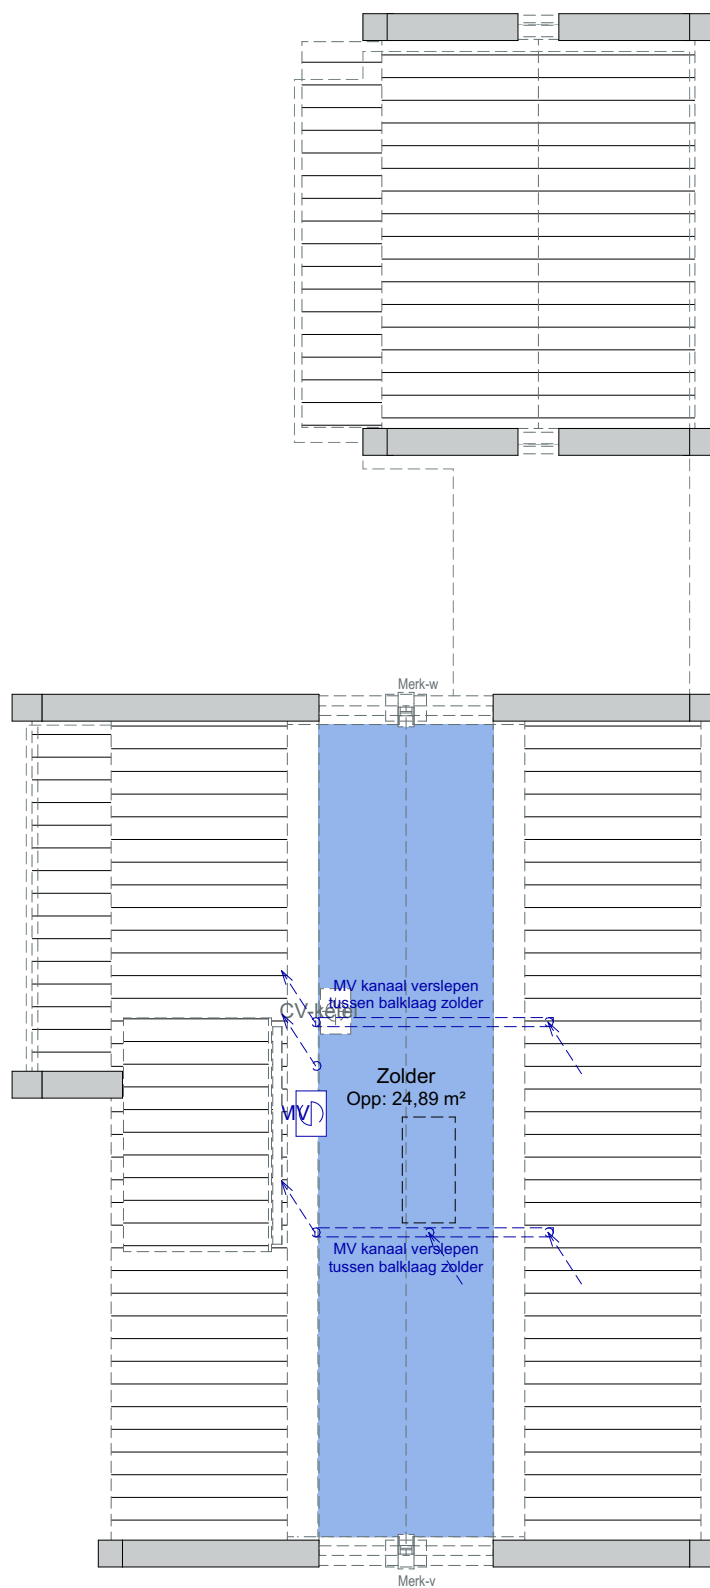 Merk-w
MV kanaal verslepen
tussen balklaag zolder
CV-ketel
Zolder
Opp: 24,89 m²
MV
MV kanaal verslepen
tussen balklaag zolder
Merk-v